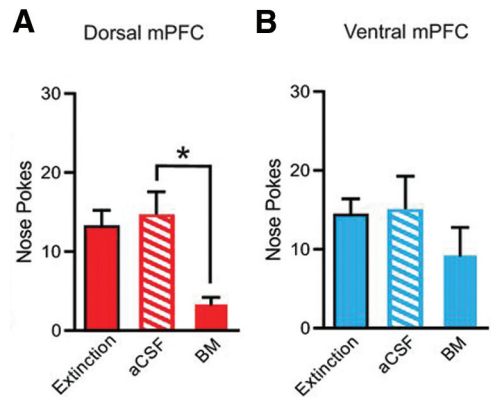 A
Dorsal mPFC
Nose Pokes
30
20
10
0
*
Extinction
aCSF
BM
B
Ventral mPFC
Nose Pokes
30
20
10
0
Extinction
aCSF
BM